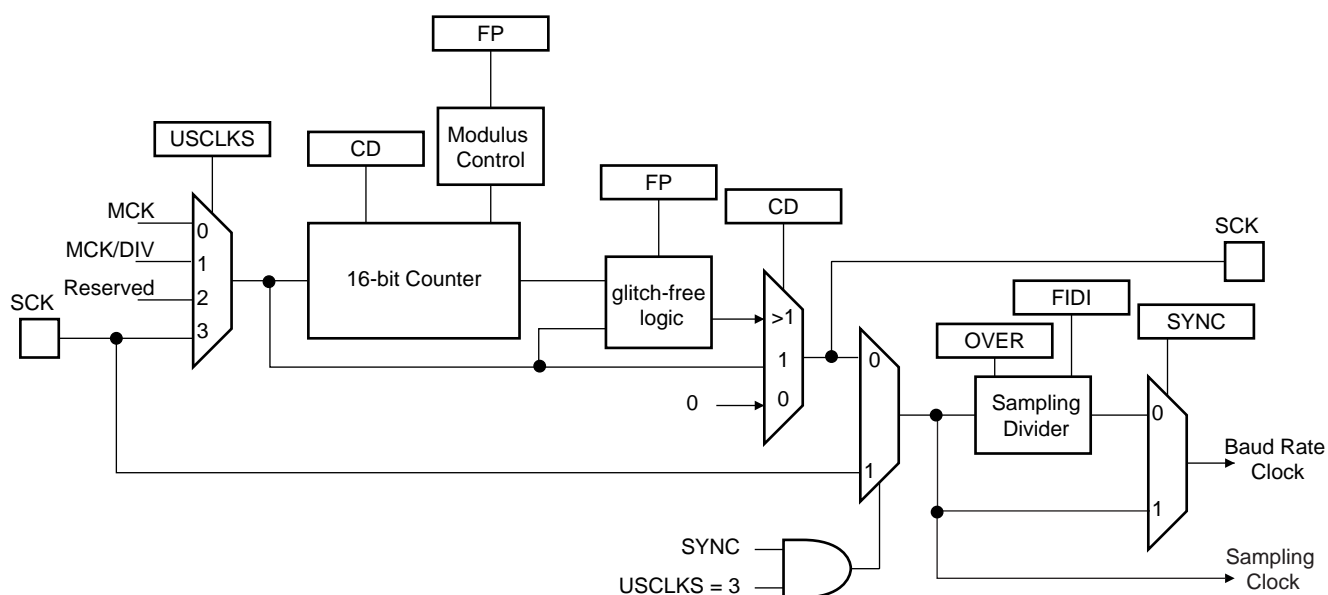 FP
USCLKS
CD
Modulus
Control
FP
CD
MCK
0
MCK/DIV
1
Reserved
2
SCK
3
16-bit Counter
glitch-free
logic
>1
1
0
0
SCK
FIDI
OVER
SYNC
0
1
Sampling
Divider
0
1
Baud Rate
Clock
SYNC
USCLKS = 3
Sampling
Clock